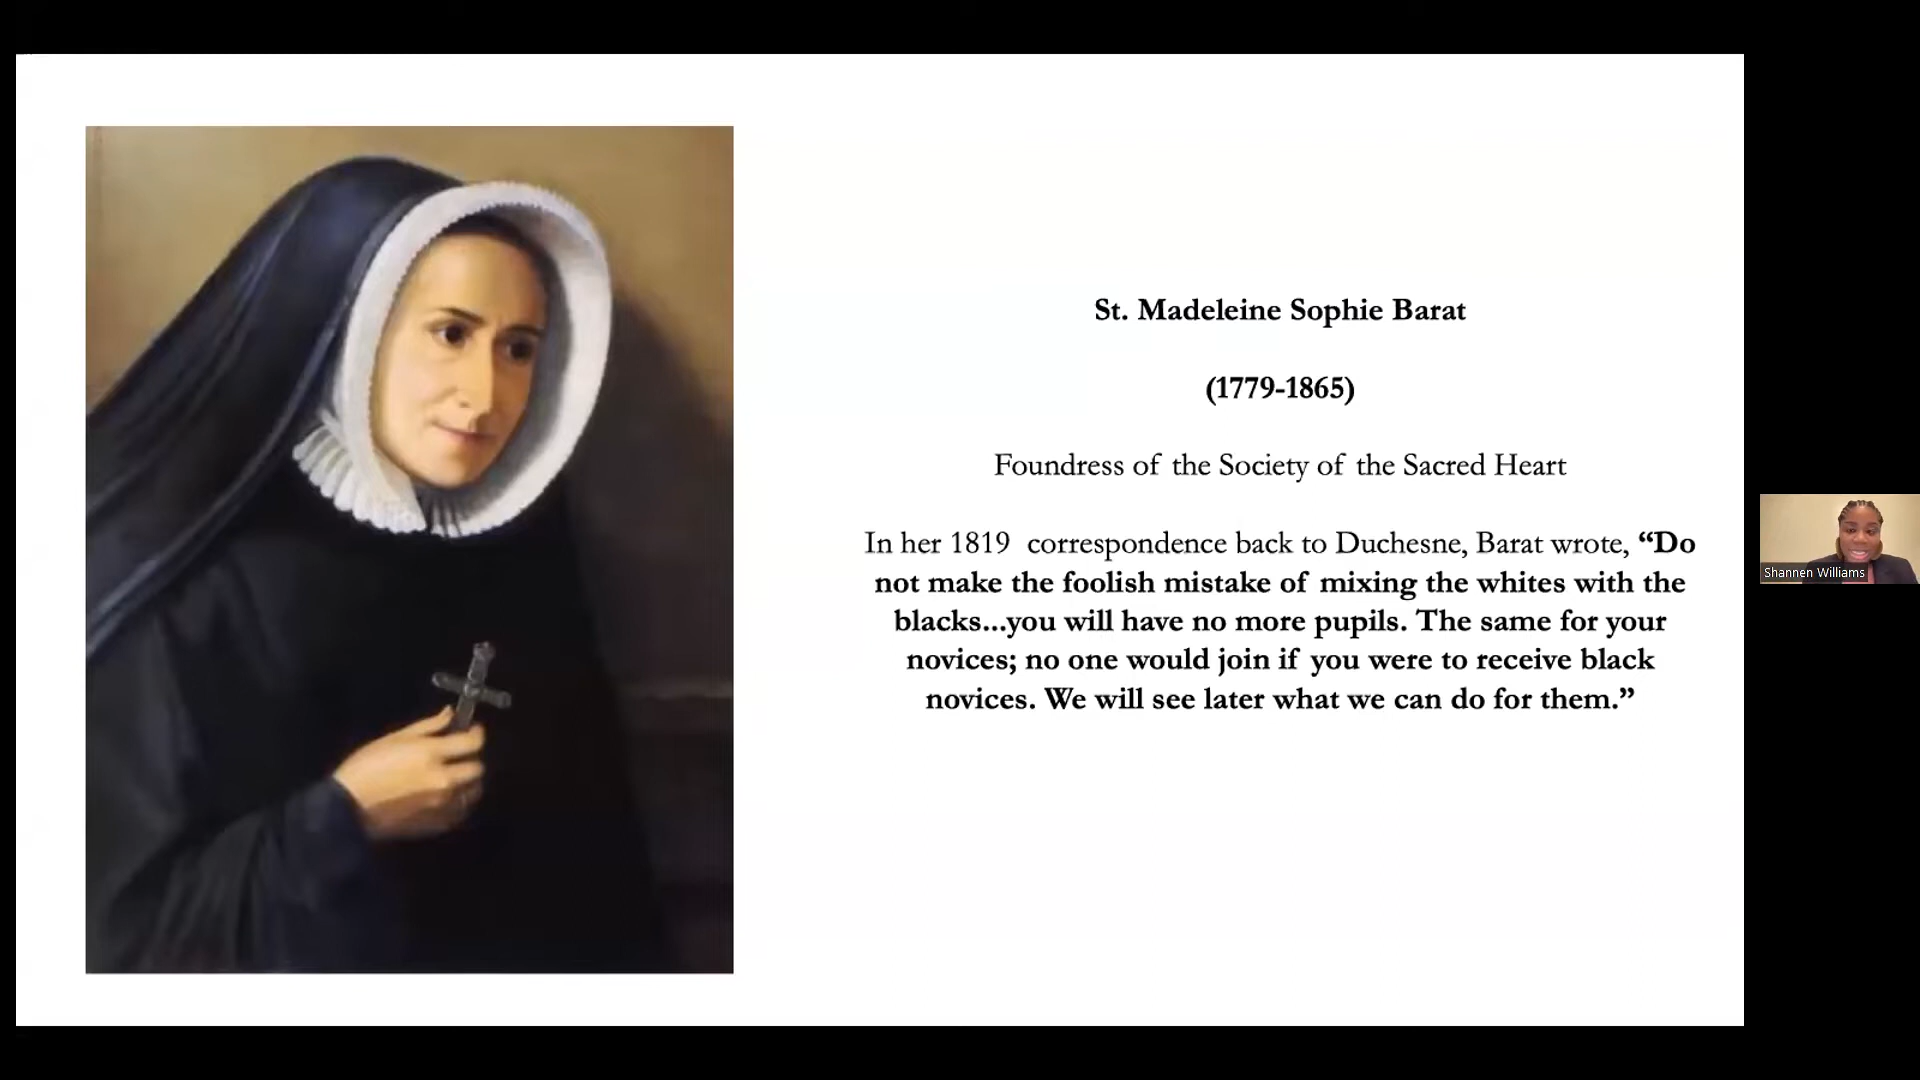 St. Madeleine Sophie Barat
(1779-1865)
Foundress of the Society of the Sacred Heart
In her 1819 correspondence back to Duchesne, Barat wrote, “Do
not make the foolish mistake of mixing the whites with the
blacks...you will have no more pupils. The same for your
novices; no one would join if you were to receive black
novices. We will see later what we can do for them.”
Shannen Williams